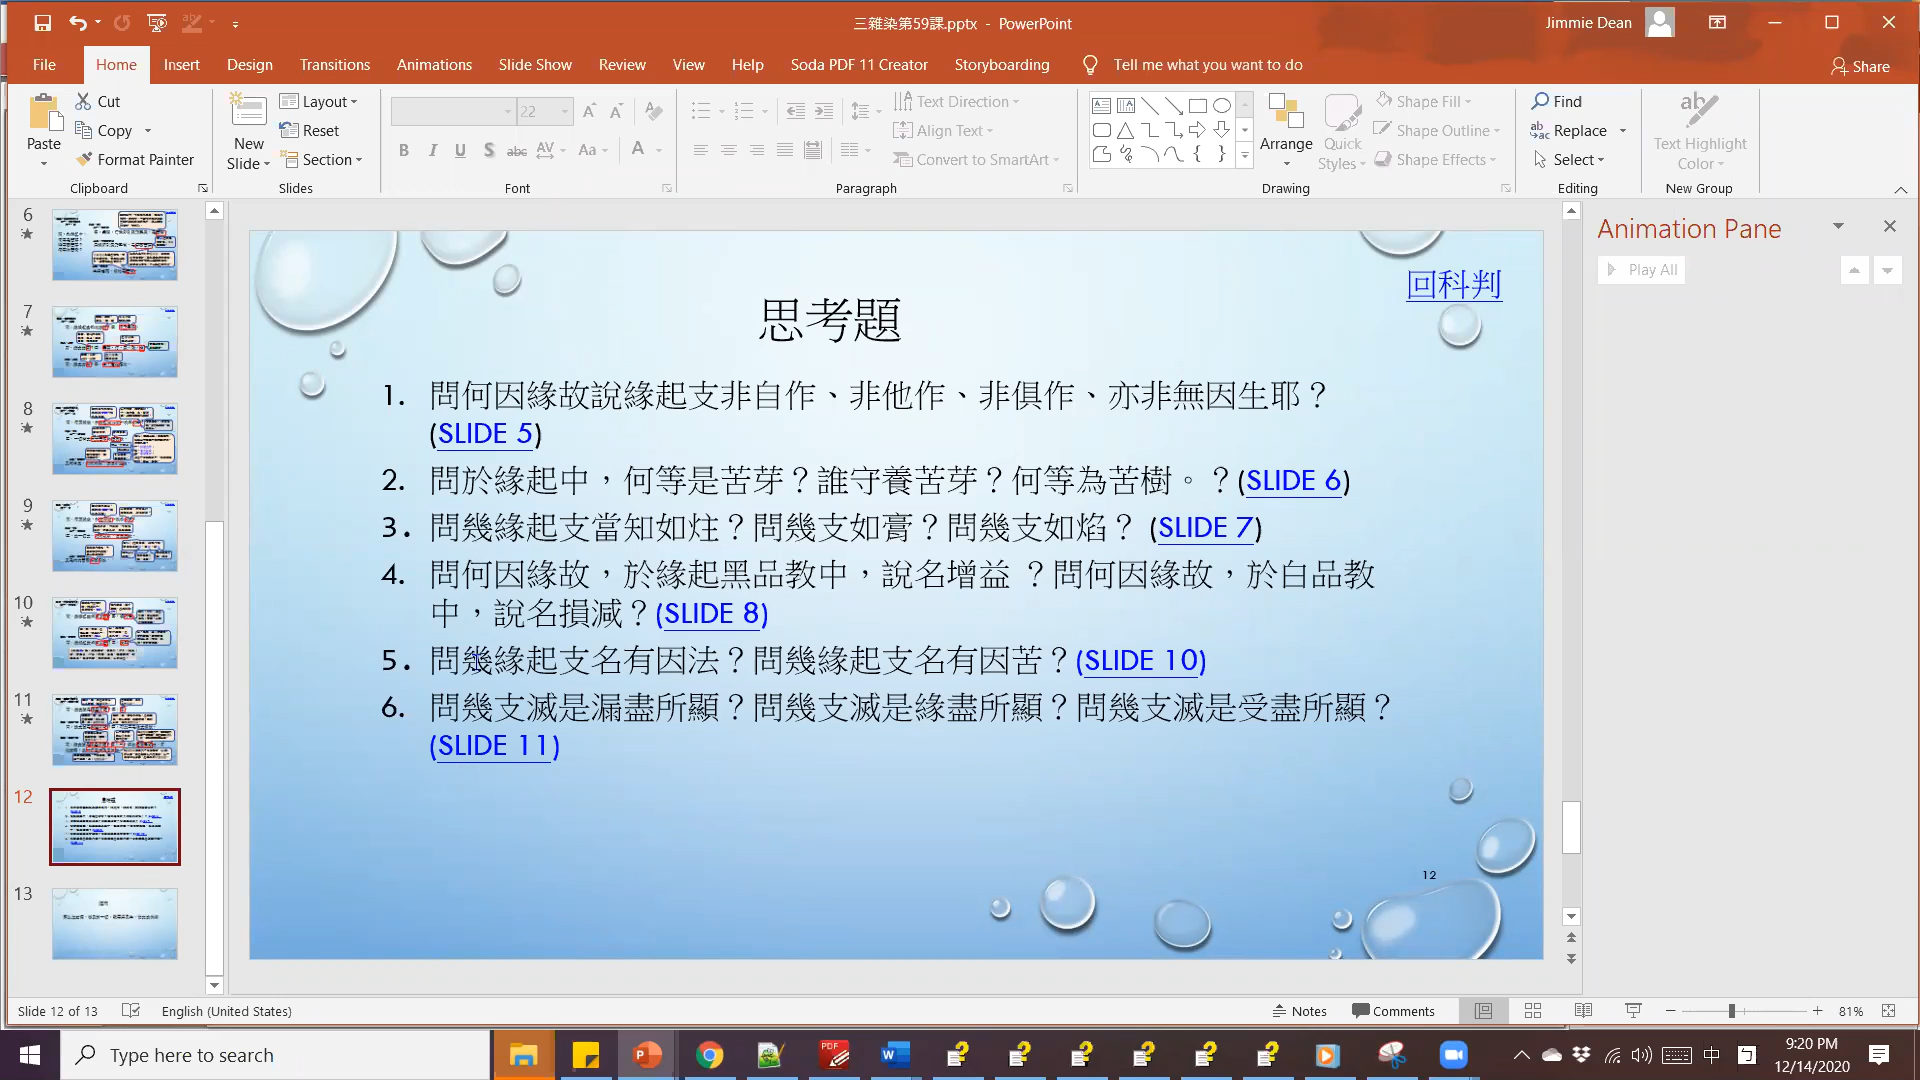 三雜染第59課.pptx - PowerPoint
Jimmie Dean
File Home Insert Design Transitions Animations Slide Show Review View Help Soda PDF 11 Creator Storyboarding Tell me what you want to do
Share
Paste
Cut
Copy
Format Painter
Clipboard
New Slide
Layout
Reset
Section
Slides
22
Font
Text Direction
Align Text
Convert to SmartArt
Paragraph
Arrange
Quick Styles
Shape Fill
Shape Outline
Shape Effects
Drawing
Find
Replace
Select
Editing
Text Highlight Color
New Group
6
7
8
9
10
11
12
13
回科判
思考題
1. 問何因緣故說緣起支非自作、非他作、非俱作、亦非無因生耶？
(SLIDE 5)
2. 問於緣起中，何等是苦芽？誰守養苦芽？何等為苦樹。？(SLIDE 6)
3. 問幾緣起支當知如炷？問幾支如膏？問幾支如焰？ (SLIDE 7)
4. 問何因緣故，於緣起黑品教中，說名增益 ？問何因緣故，於白品教
中，說名損減？(SLIDE 8)
5. 問幾緣起支名有因法？問幾緣起支名有因苦？(SLIDE 10)
6. 問幾支滅是漏盡所顯？問幾支滅是緣盡所顯？問幾支滅是受盡所顯？
(SLIDE 11)
12
Animation Pane
Play All
Slide 12 of 13
English (United States)
Notes
Comments
81%
Type here to search
中
9:20 PM
12/14/2020